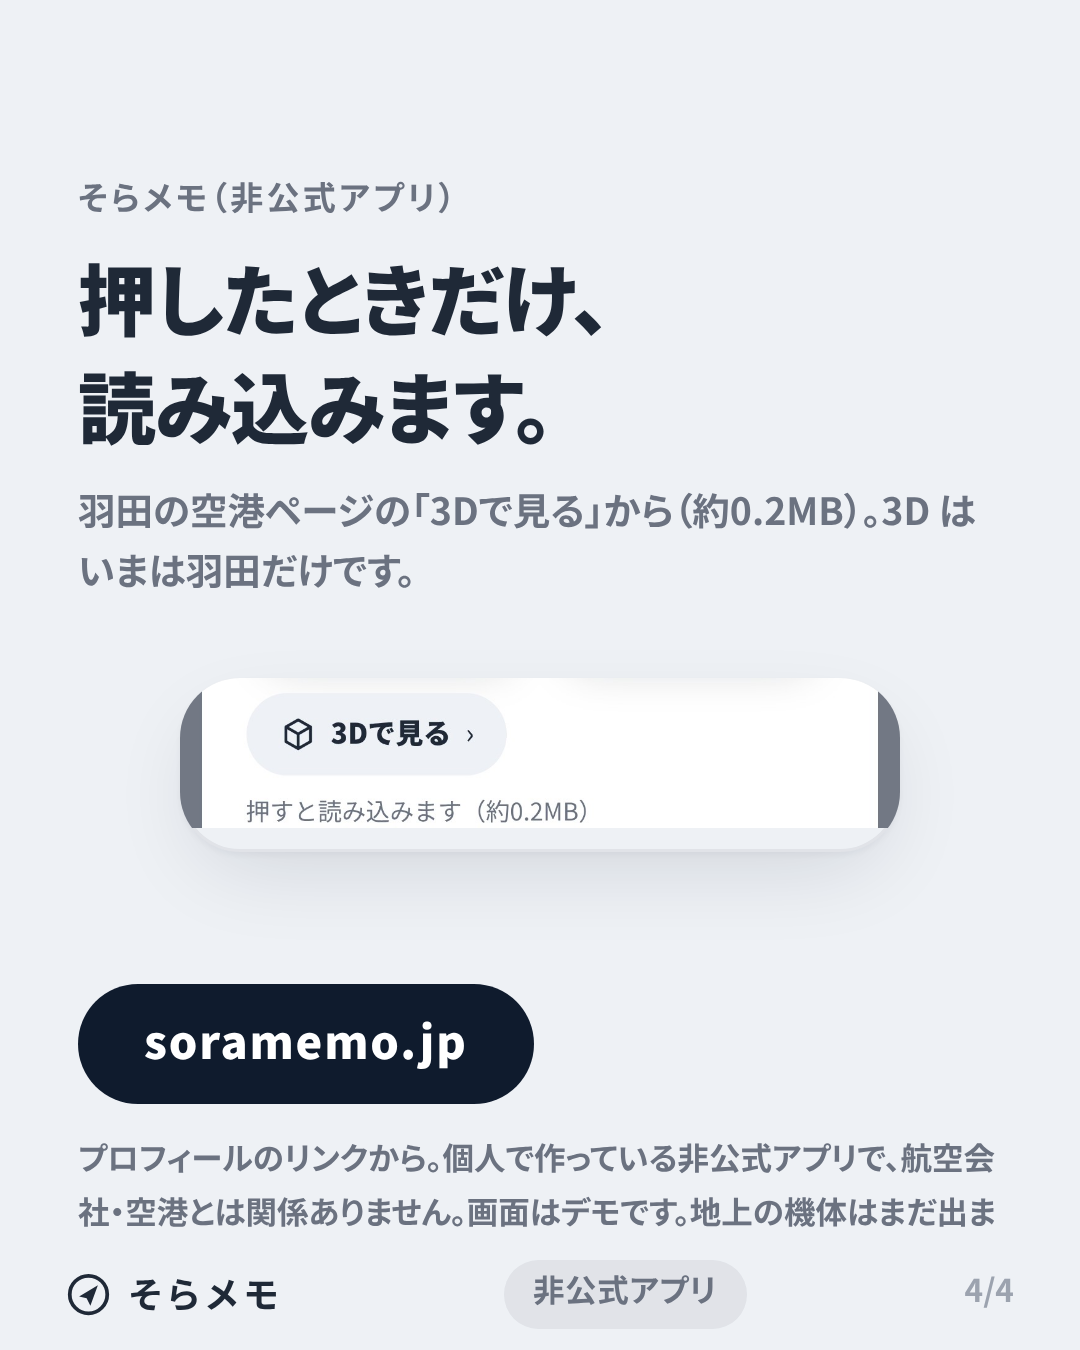 そらメモ（非公式アプリ）
押したときだけ、
読み込みます。
羽田の空港ページの「3Dで見る」から（約0.2MB）。3D は
いまは羽田だけです。
3Dで見る ›
押すと読み込みます（約0.2MB）
soramemo.jp
プロフィールのリンクから。個人で作っている非公式アプリで、航空会
社・空港とは関係ありません。画面はデモです。地上の機体はまだ出ま
そらメモ
非公式アプリ
4/4